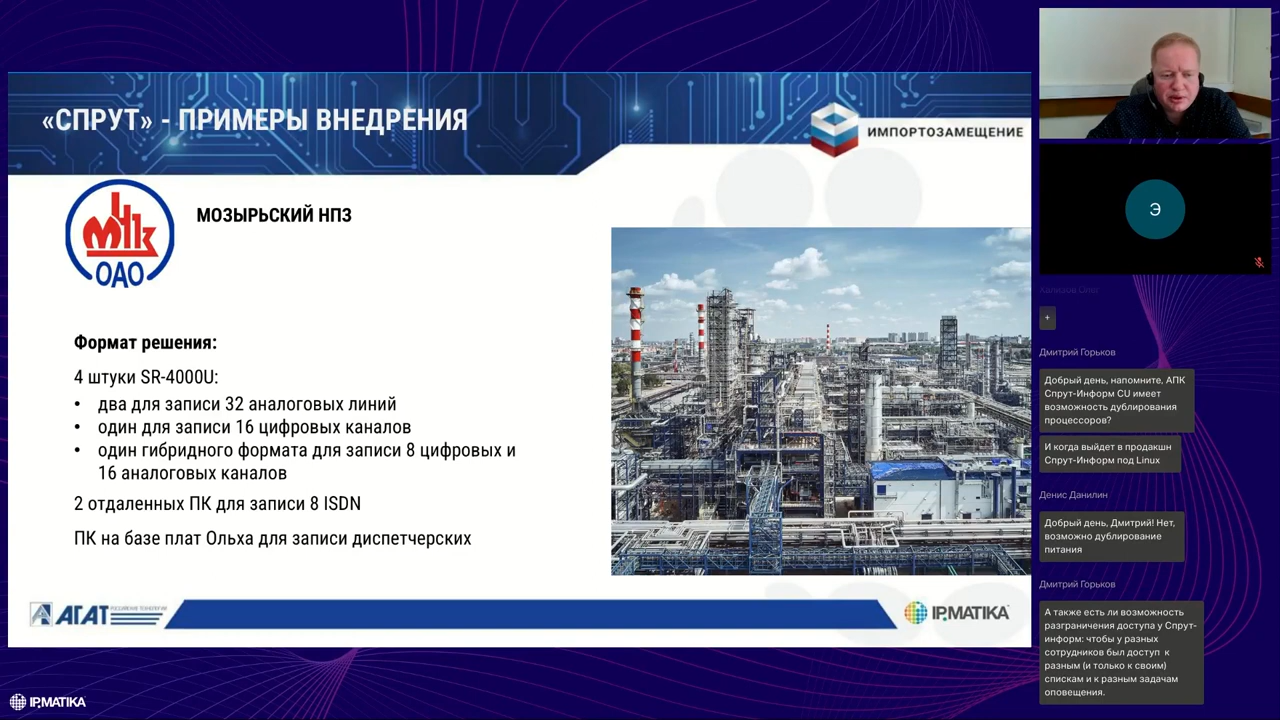 «СПРУТ» - ПРИМЕРЫ ВНЕДРЕНИЯ
ИМПОРТОЗАМЕЩЕНИЕ
МНПЗ
ОАО
МОЗЫРЬСКИЙ НПЗ
Формат решения:
4 штуки SR-4000U:
• два для записи 32 аналоговых линий
• один для записи 16 цифровых каналов
• один гибридного формата для записи 8 цифровых и
16 аналоговых каналов
2 отдаленных ПК для записи 8 ISDN
ПК на базе плат Ольха для записи диспетчерских
АГАТ
РОССИЙСКИЕ ТЕХНОЛОГИИ
IPMATIKA
IPMATIKA
Э
+
Дмитрий Горьков
Добрый день, напомните, АПК
Спрут-Информ CU имеет
возможность дублирования
процессоров?
И когда выйдет в продакшн
Спрут-Информ под Linux
Денис Данилин
Добрый день, Дмитрий! Нет,
возможно дублирование
питания
Дмитрий Горьков
А также есть ли возможность
разграничения доступа у Спрут-
информ: чтобы у разных
сотрудников был доступ к
разным (и только к своим)
спискам и к разным задачам
оповещения.